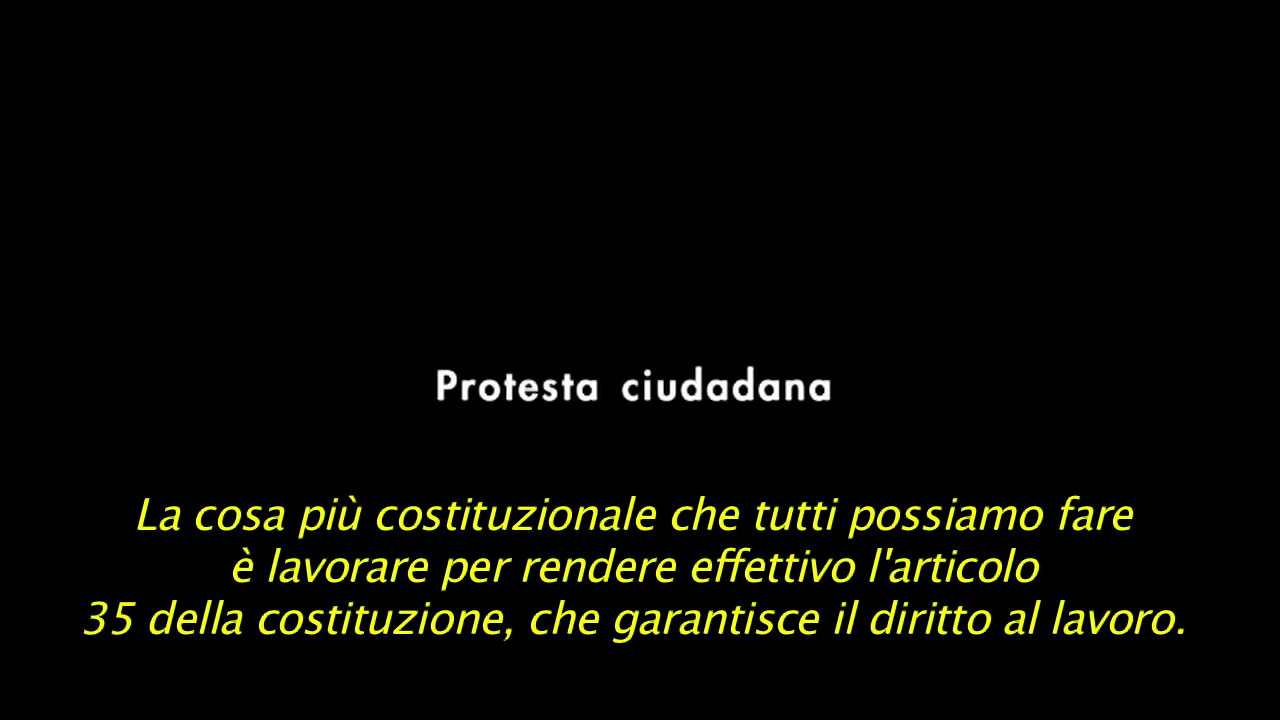 Protesta ciudadana
La cosa più costituzionale che tutti possiamo fare
è lavorare per rendere effettivo l'articolo
35 della costituzione, che garantisce il diritto al lavoro.